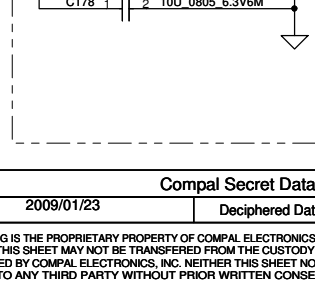 C178 1 2 10U_0805_6.3V6M
Compal Secret Data
2009/01/23 Deciphered Dat
G IS THE PROPRIETARY PROPERTY OF COMPAL ELECTRONICS
THIS SHEET MAY NOT BE TRANSFERED FROM THE CUSTODY
ED BY COMPAL ELECTRONICS, INC. NEITHER THIS SHEET NO
TO ANY THIRD PARTY WITHOUT PRIOR WRITTEN CONSE